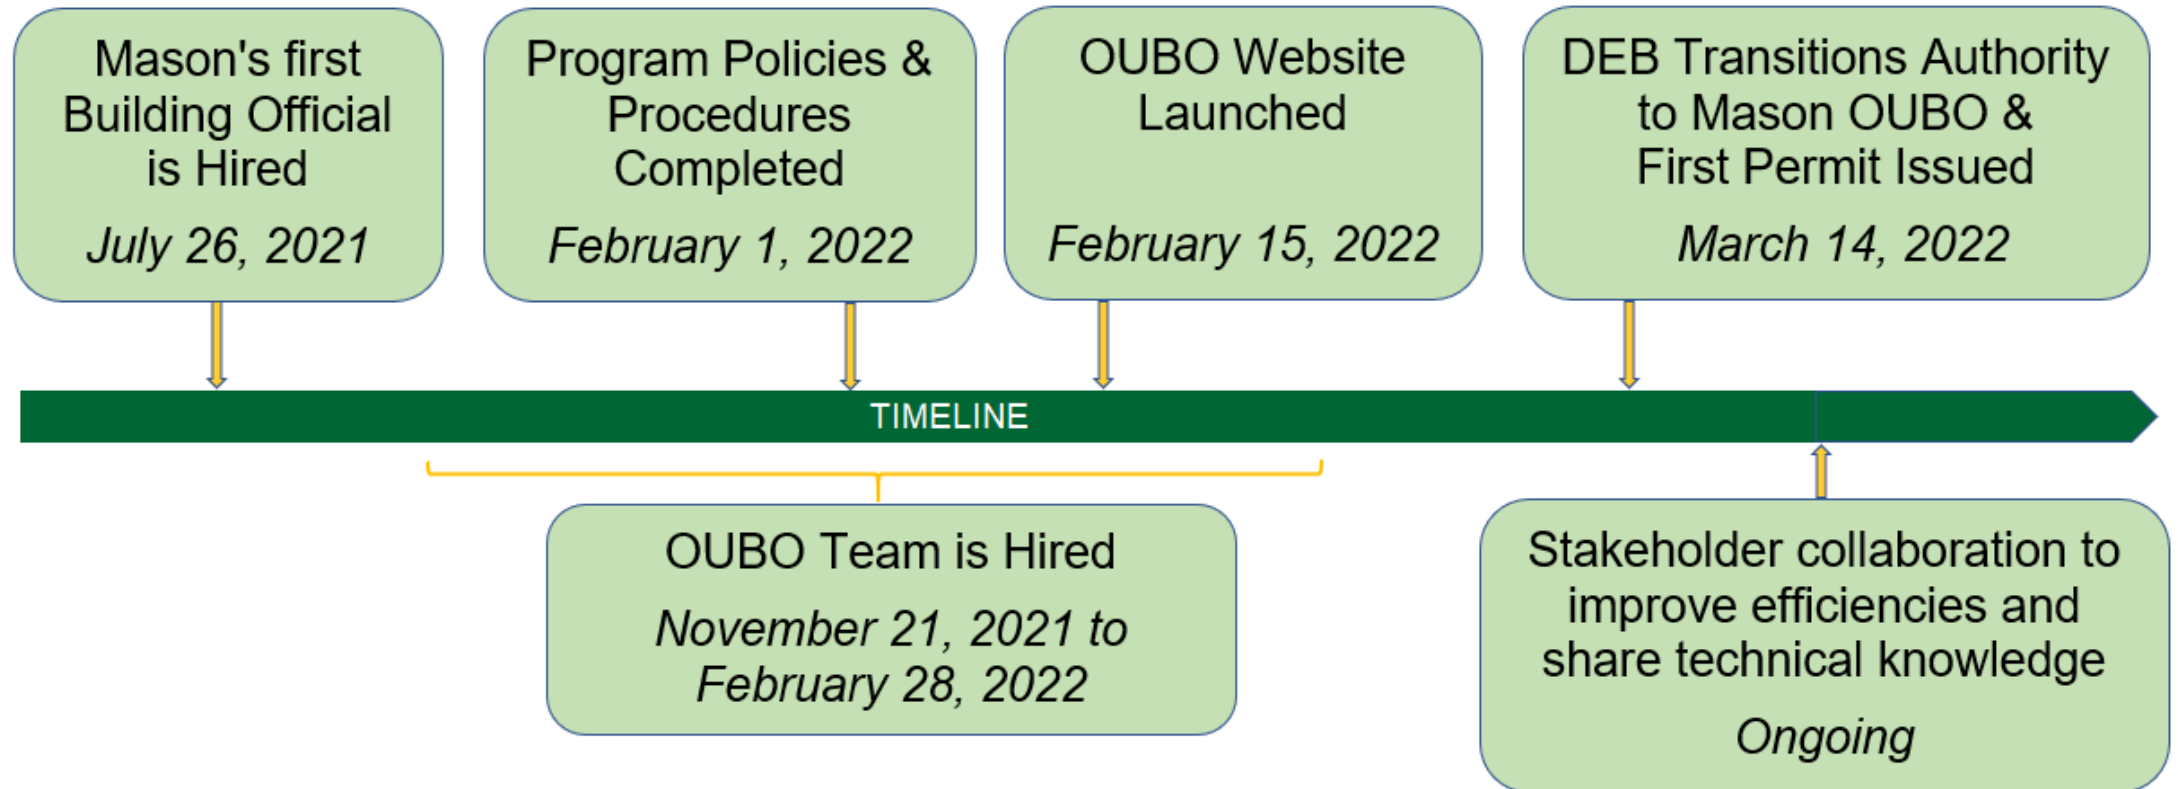 Mason's first
Building Official
is Hired
July 26, 2021
Program Policies &
Procedures
Completed
February 1, 2022
OUBO Website
Launched
February 15, 2022
DEB Transitions Authority
to Mason OUBO &
First Permit Issued
March 14, 2022
TIMELINE
OUBO Team is Hired
November 21, 2021 to
February 28, 2022
Stakeholder collaboration to
improve efficiencies and
share technical knowledge
Ongoing